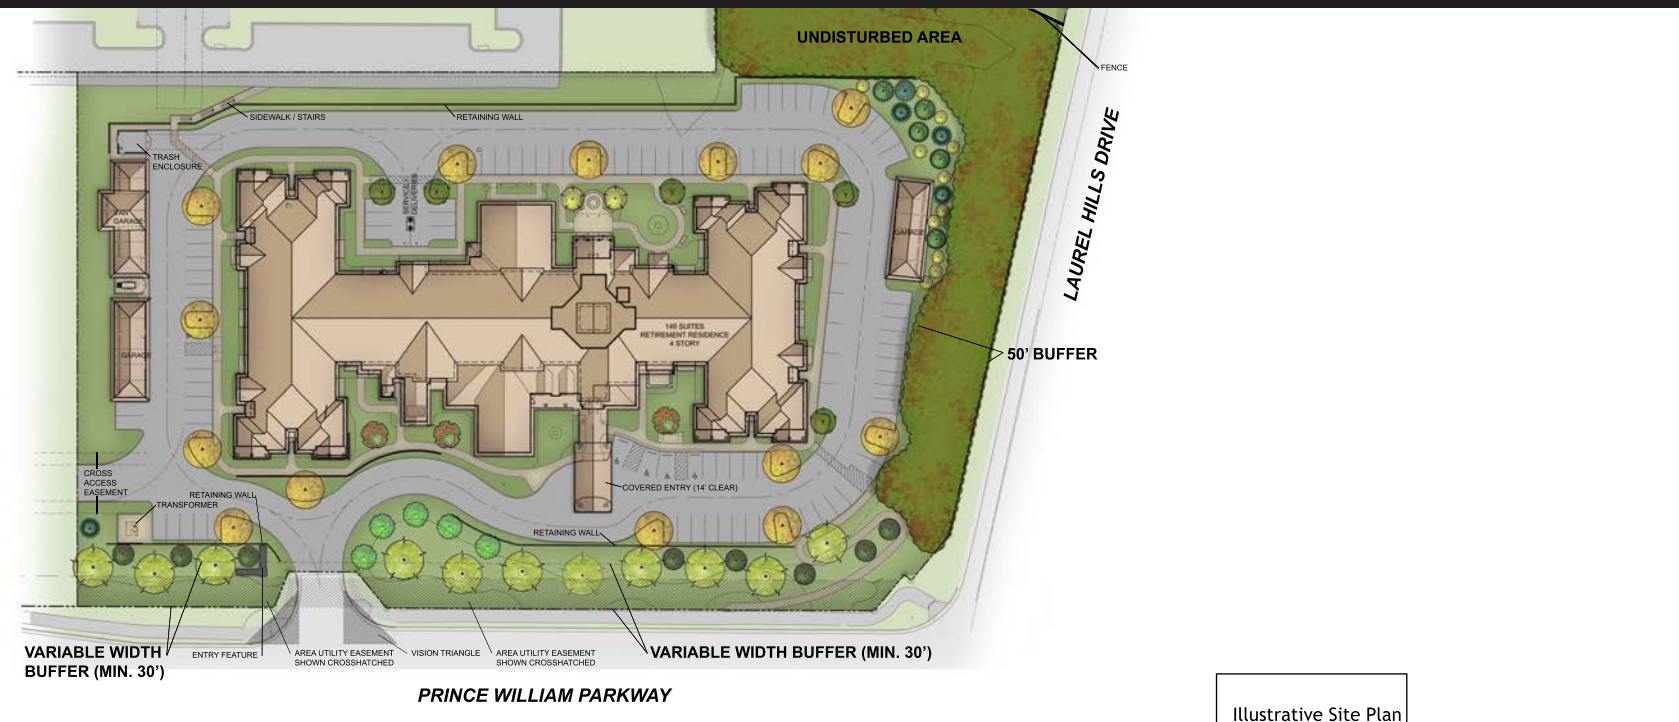 UNDISTURBED AREA
FENCE
SIDEWALK / STAIRS
RETAINING WALL
LAUREL HILLS DRIVE
TRASH
ENCLOSURE
SERVICE/
DELIVERIES
VAN
GARAGE
GARAGE
149 SUITES
RETIREMENT RESIDENCE
4 STORY
GARAGE
50’ BUFFER
CROSS
ACCESS
EASEMENT
RETAINING WALL
TRANSFORMER
COVERED ENTRY (14’ CLEAR)
RETAINING WALL
VARIABLE WIDTH
BUFFER (MIN. 30’)
ENTRY FEATURE
AREA UTILITY EASEMENT
SHOWN CROSSHATCHED
VISION TRIANGLE
AREA UTILITY EASEMENT
SHOWN CROSSHATCHED
VARIABLE WIDTH BUFFER (MIN. 30’)
PRINCE WILLIAM PARKWAY
Illustrative Site Plan